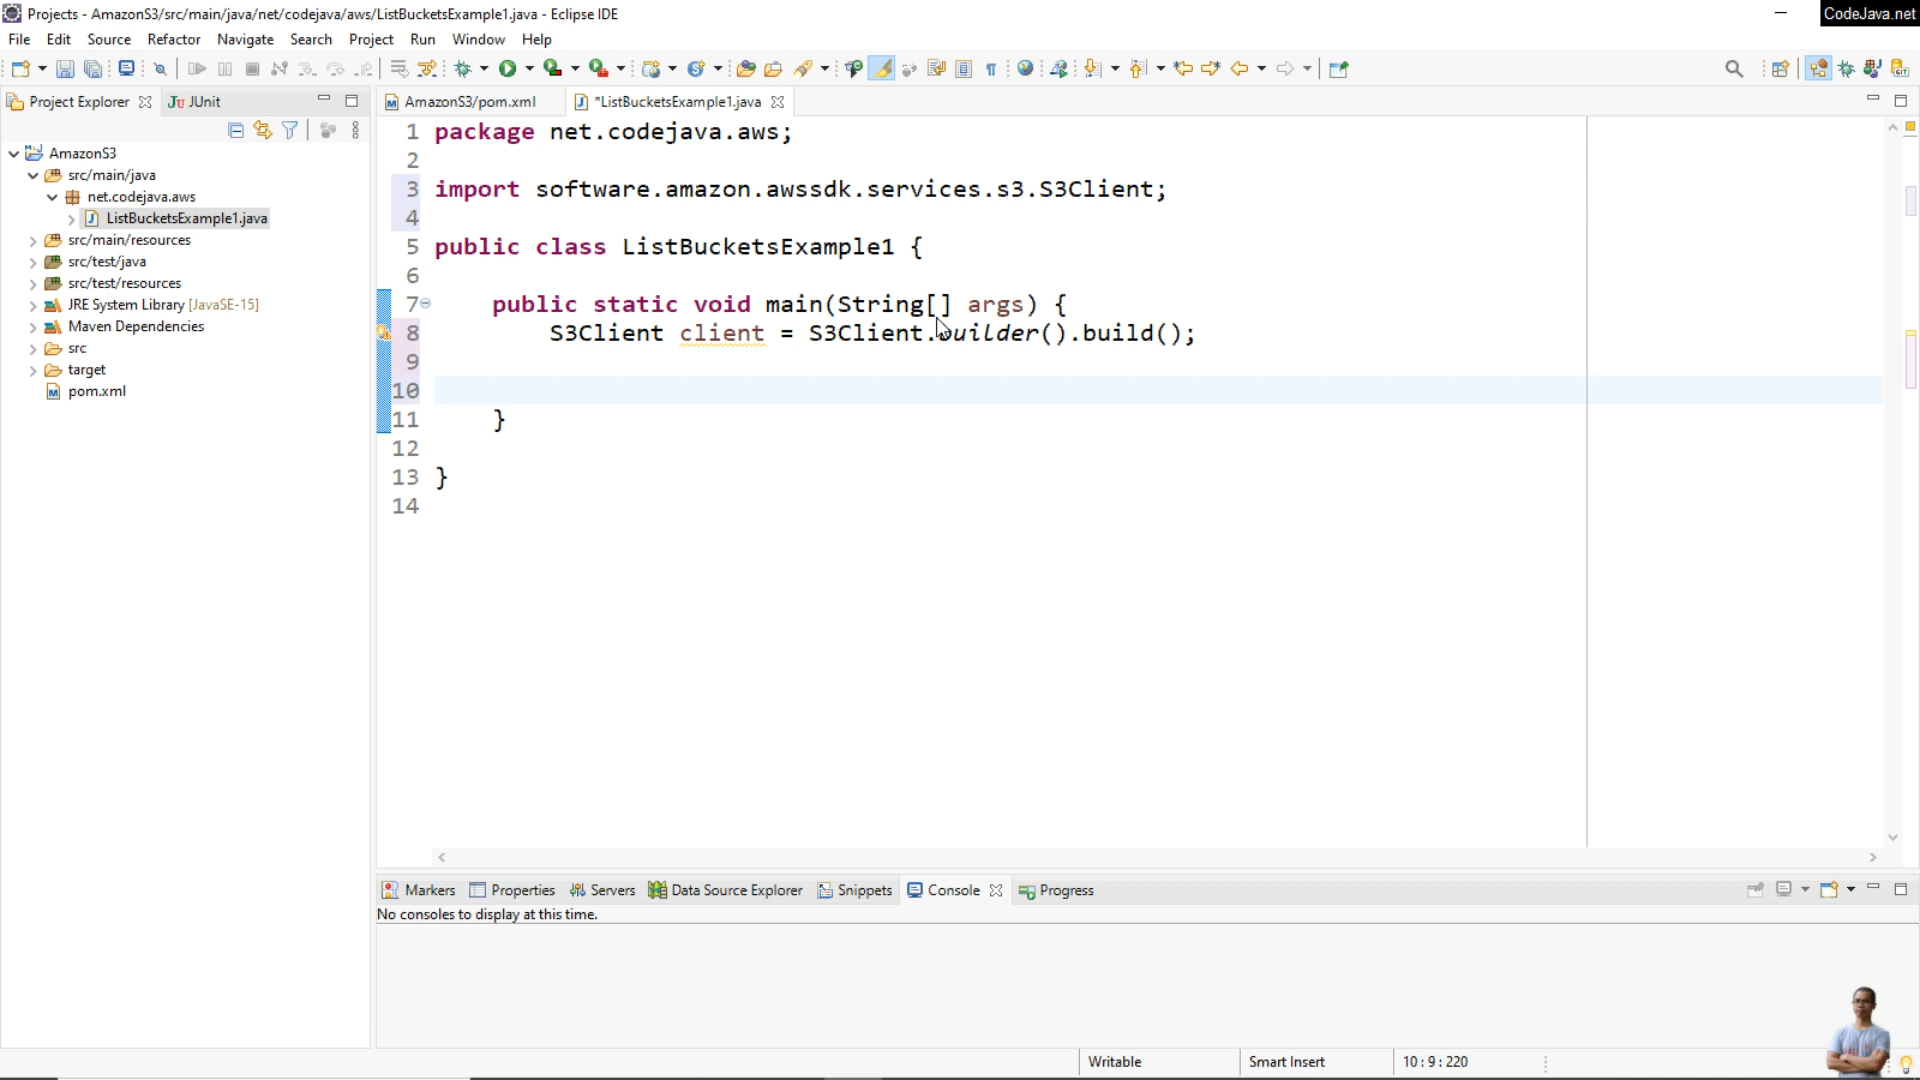 Projects - AmazonS3/src/main/java/net/codejava/aws/ListBucketsExample1.java - Eclipse IDE
CodeJava.net
File Edit Source Refactor Navigate Search Project Run Window Help
Project Explorer JUnit
AmazonS3/pom.xml *ListBucketsExample1.java
AmazonS3
src/main/java
net.codejava.aws
ListBucketsExample1.java
src/main/resources
src/test/java
src/test/resources
JRE System Library [JavaSE-15]
Maven Dependencies
src
target
pom.xml
1 package net.codejava.aws;
2
3 import software.amazon.awssdk.services.s3.S3Client;
4
5 public class ListBucketsExample1 {
6
7 public static void main(String[] args) {
8 S3Client client = S3Client.builder().build();
9
10
11 }
12
13 }
14
Markers Properties Servers Data Source Explorer Snippets Console Progress
No consoles to display at this time.
Writable Smart Insert 10 : 9 : 220